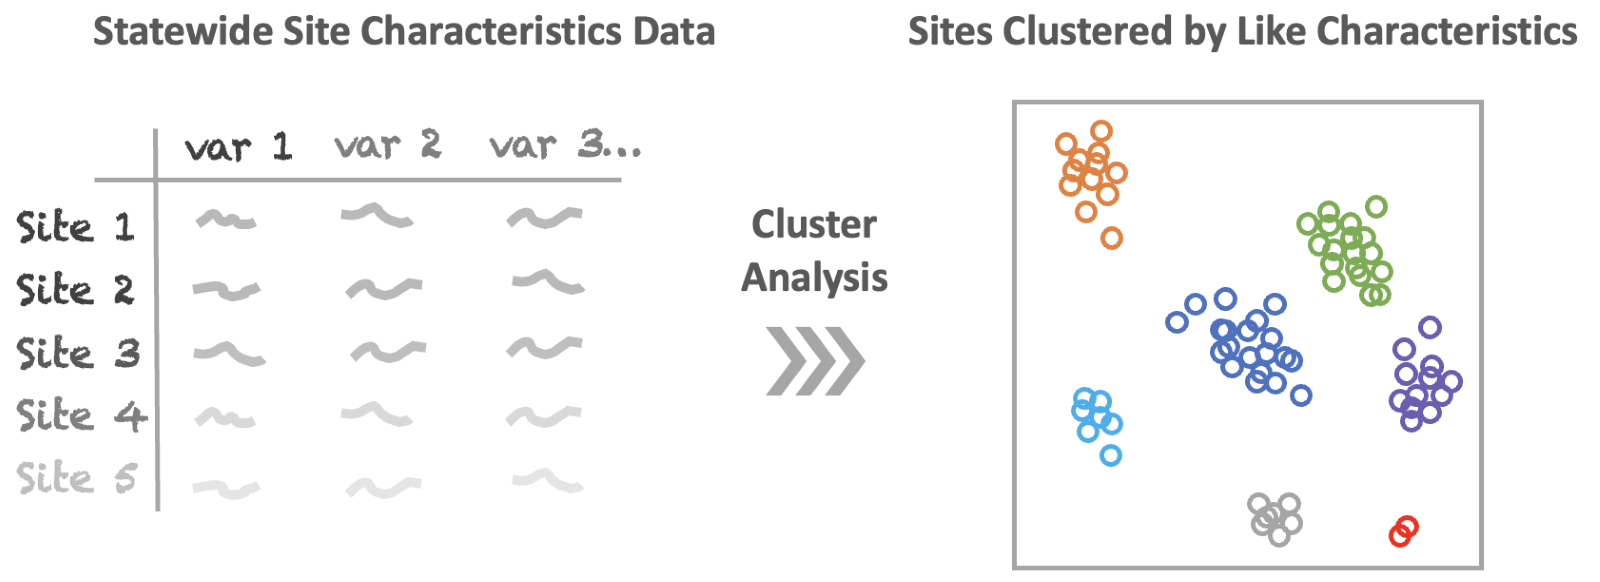 Statewide Site Characteristics Data
Sites Clustered by Like Characteristics
var 1 var 2 var 3...
Site 1
Site 2
Site 3
Site 4
Site 5
Cluster
Analysis